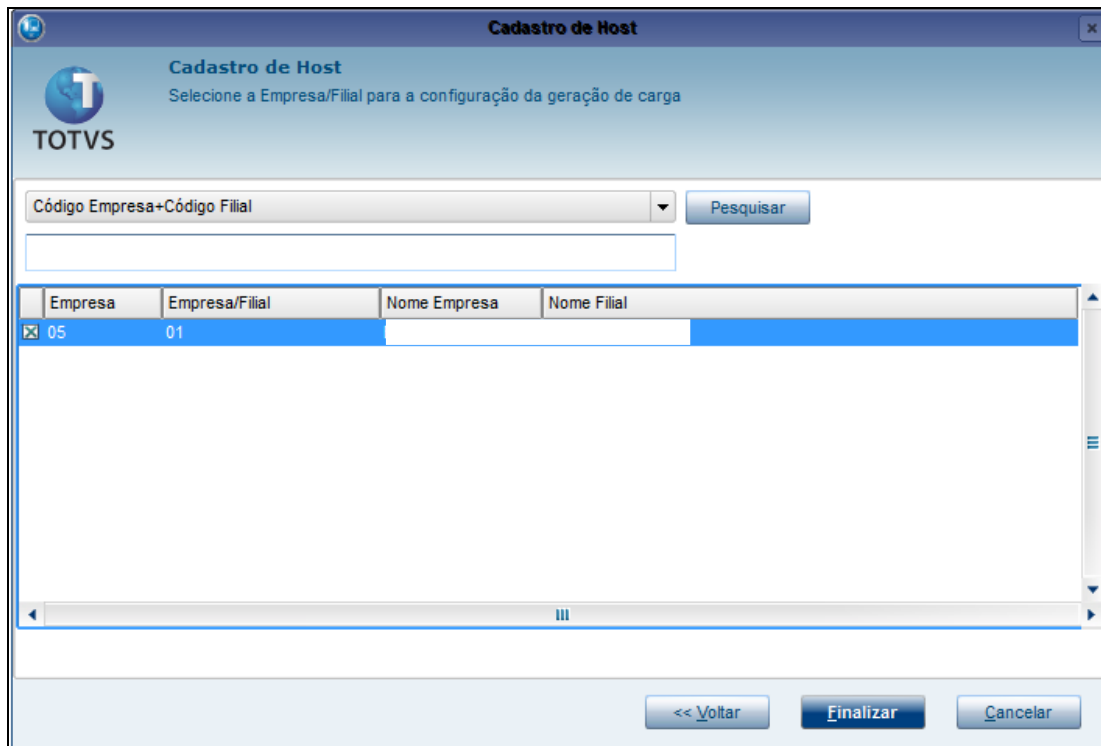 Cadastro de Host
Cadastro de Host
Selecione a Empresa/Filial para a configuração da geração de carga
TOTVS
Código Empresa+Código Filial
Pesquisar
Empresa Empresa/Filial Nome Empresa Nome Filial
05 01
<< Voltar Finalizar Cancelar